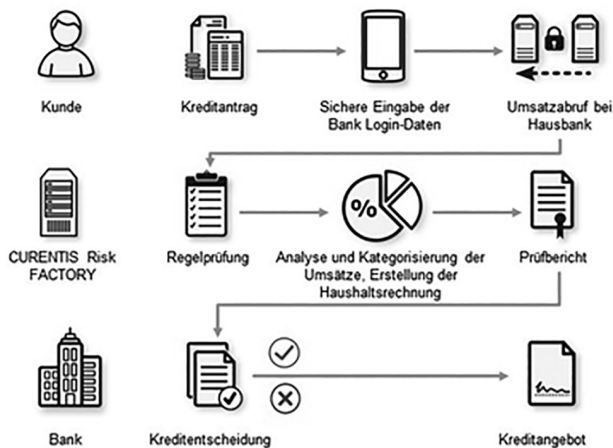 Kunde
Kreditantrag
Sichere Eingabe der
Bank Login-Daten
Umsatzabruf bei
Hausbank
CURENTIS Risk
FACTORY
Regelprüfung
%
Analyse und Kategorisierung der
Umsätze, Erstellung der
Haushaltsrechnung
Prüfbericht
Bank
Kreditentscheidung
Kreditangebot